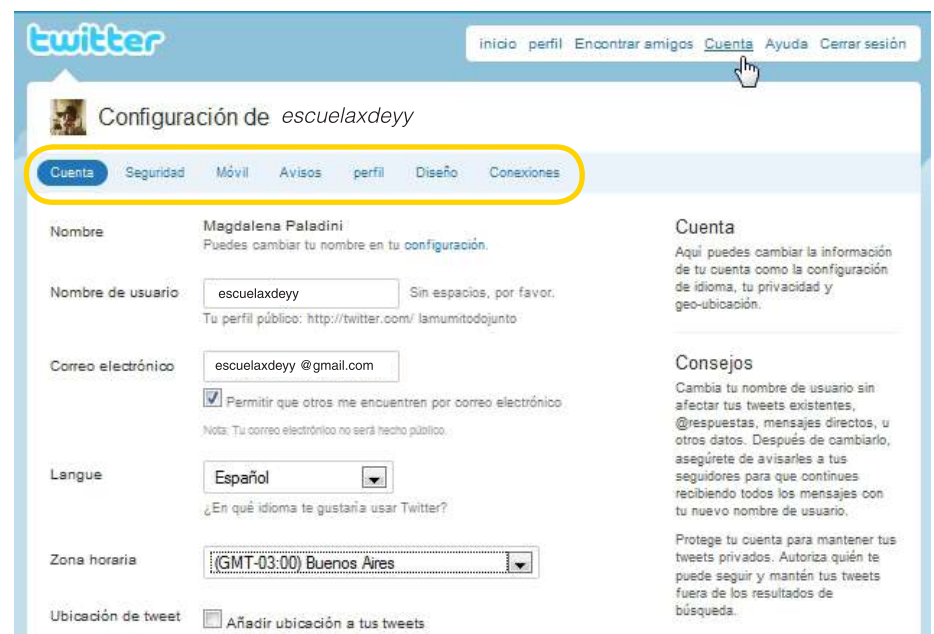 twitter
inicio perfil Encontrar amigos Cuenta Ayuda Cerrar sesión
Configuración de escuelaxdeyy
Cuenta Seguridad Móvil Avisos perfil Diseño Conexiones
Nombre
Magdalena Paladini
Puedes cambiar tu nombre en tu configuración.
Nombre de usuario
escuelaxdeyy
Sin espacios, por favor.
Tu perfil público: http://twitter.com/ lamumitodojunto
Correo electrónico
escuelaxdeyy @gmail.com
Permitir que otros me encuentren por correo electrónico
Nota: Tu correo electrónico no será hecho público.
Langue
Español
¿En qué idioma te gustaría usar Twitter?
Zona horaria
(GMT-03:00) Buenos Aires
Ubicación de tweet
Añadir ubicación a tus tweets
Cuenta
Aquí puedes cambiar la información
de tu cuenta como la configuración
de idioma, tu privacidad y
geo-ubicación.
Consejos
Cambia tu nombre de usuario sin
afectar tus tweets existentes,
@respuestas, mensajes directos, u
otros datos. Después de cambiarlo,
asegúrete de avisarles a tus
seguidores para que continues
recibiendo todos los mensajes con
tu nuevo nombre de usuario.
Protege tu cuenta para mantener tus
tweets privados. Autoriza quién te
puede seguir y mantén tus tweets
fuera de los resultados de
búsqueda.